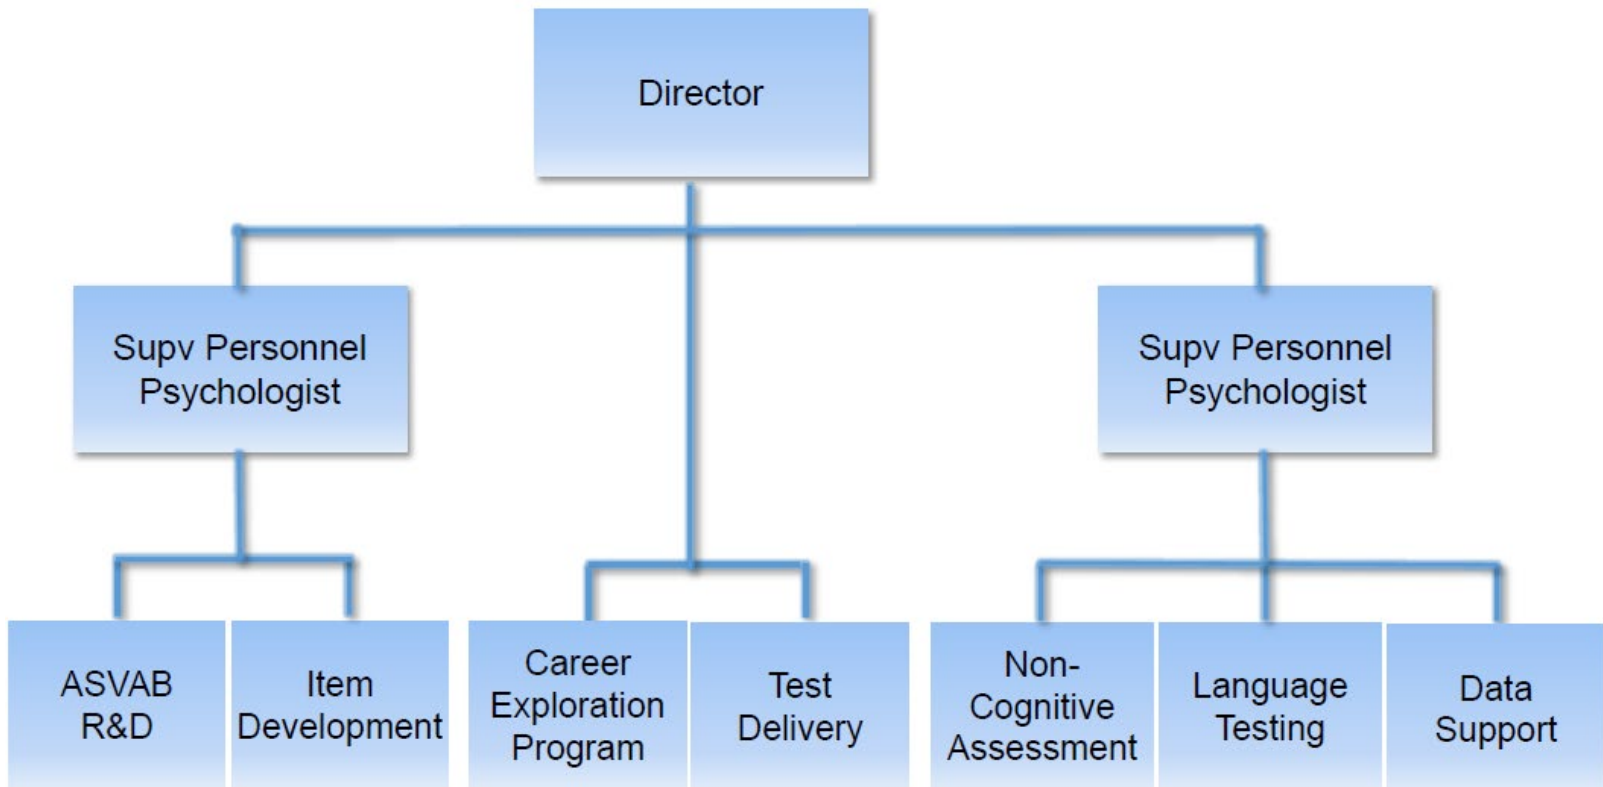 Director
Supv Personnel
Psychologist
Supv Personnel
Psychologist
ASVAB
R&D
Item
Development
Career
Exploration
Program
Test
Delivery
Non-
Cognitive
Assessment
Language
Testing
Data
Support